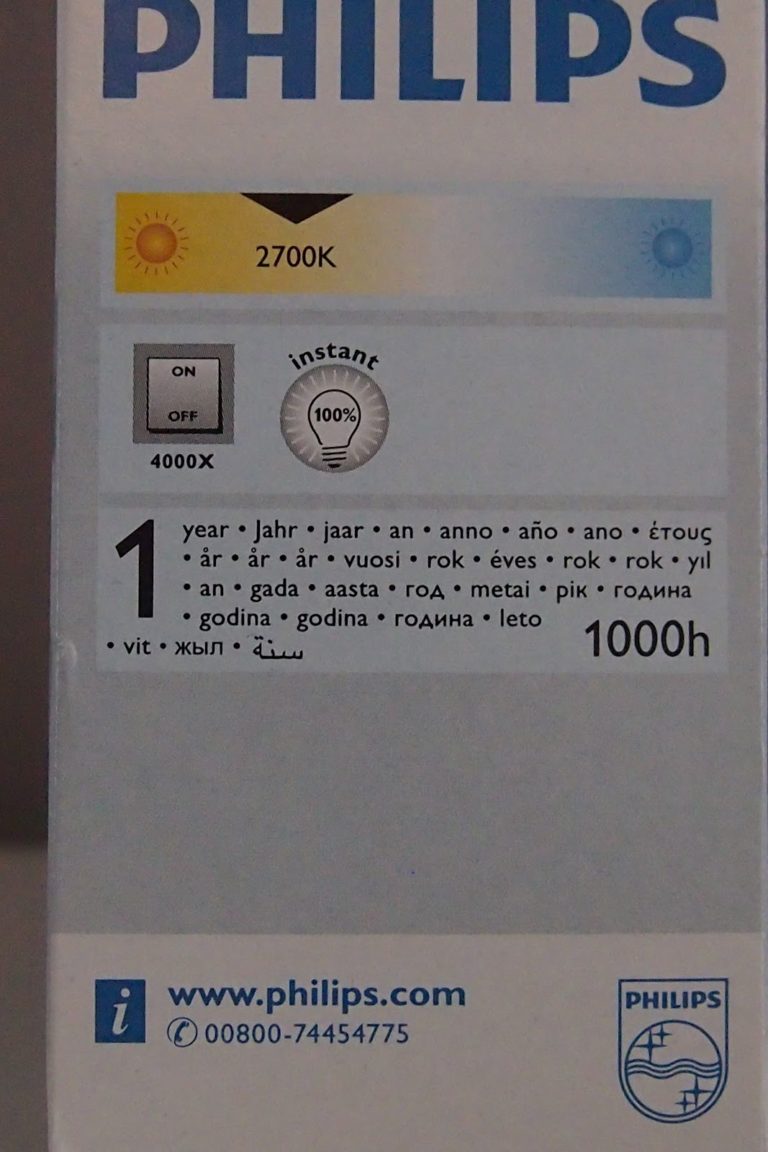 PHILIPS
2700K
ON
OFF
4000X
instant
100%
1
year • Jahr • jaar • an • anno • año • ano • έτους
• år • år • år • vuosi • rok • éves • rok • rok • yıl
• an • gada • aasta • год • metai • рік • година
• godina • godina • година • leto
• vit • жыл • سنة
1000h
i www.philips.com
00800-74454775
PHILIPS